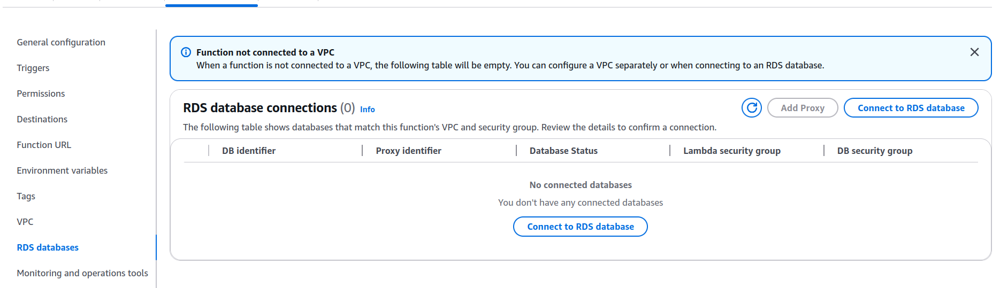 General configuration
Triggers
Permissions
Destinations
Function URL
Environment variables
Tags
VPC
RDS databases
Monitoring and operations tools
Function not connected to a VPC
When a function is not connected to a VPC, the following table will be empty. You can configure a VPC separately or when connecting to an RDS database.
RDS database connections (0) Info
Add Proxy
Connect to RDS database
The following table shows databases that match this function's VPC and security group. Review the details to confirm a connection.
DB identifier Proxy identifier Database Status Lambda security group DB security group
No connected databases
You don't have any connected databases
Connect to RDS database